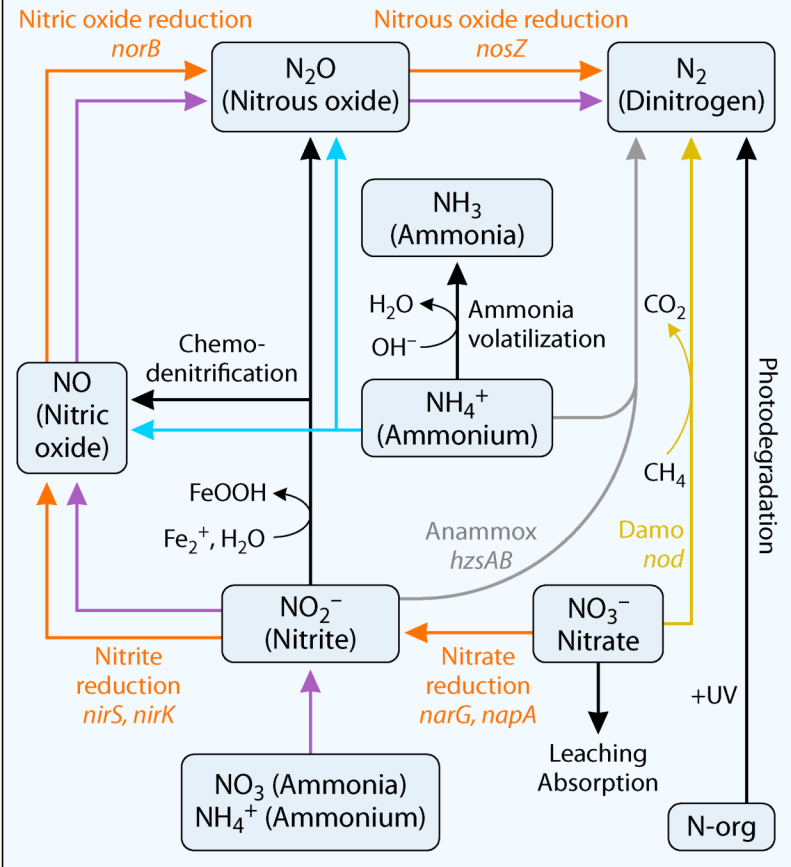 Nitric oxide reduction
norB
Nitrous oxide reduction
nosZ
N₂O
(Nitrous oxide)
N₂
(Dinitrogen)
NH₃
(Ammonia)
H₂O
OH⁻
Ammonia
volatilization
CO₂
CH₄
Chemo-
denitrification
NO
(Nitric
oxide)
NH₄⁺
(Ammonium)
Photodegradation
FeOOH
Fe₂⁺, H₂O
Anammox
hzsAB
Damo
nod
NO₂⁻
(Nitrite)
NO₃⁻
Nitrate
Nitrite
reduction
nirS, nirK
Nitrate
reduction
narG, napA
+UV
Leaching
Absorption
NO₃ (Ammonia)
NH₄⁺ (Ammonium)
N-org